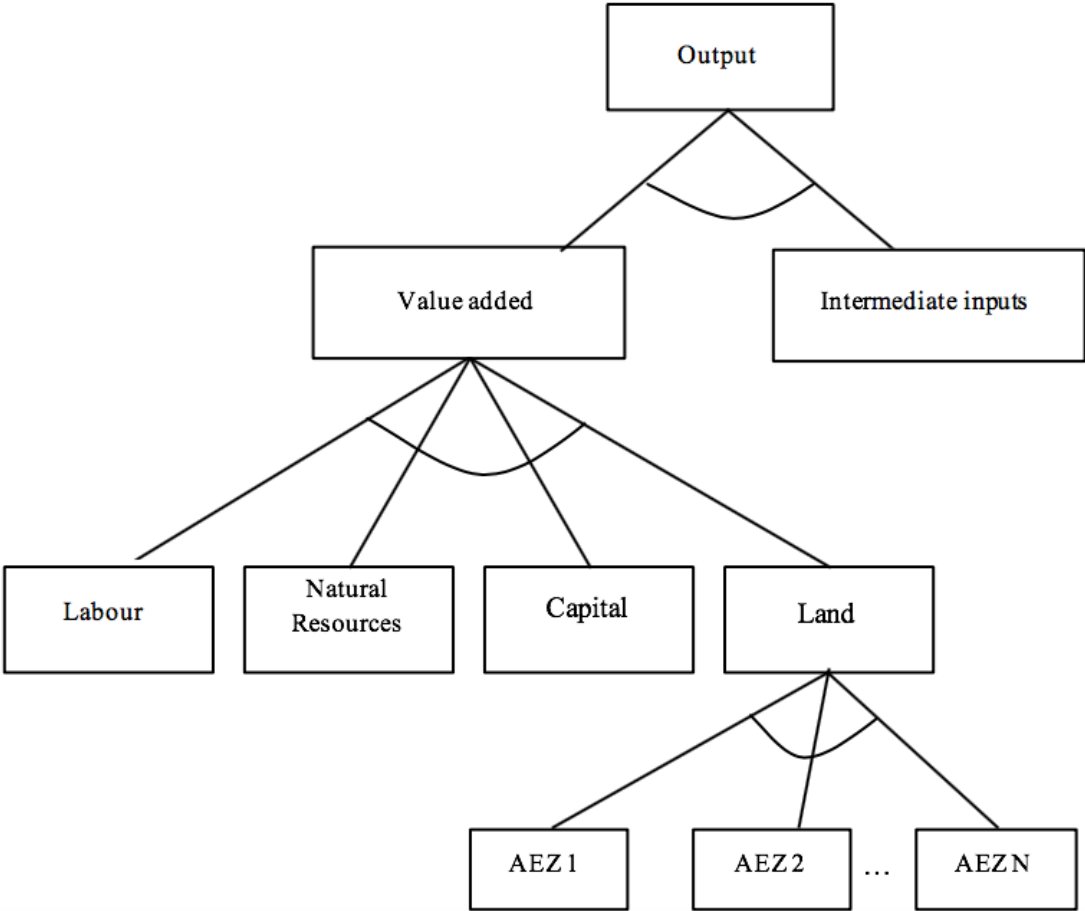 Output
Value added
Intermediate inputs
Labour
Natural
Resources
Capital
Land
AEZ 1
AEZ 2
...
AEZ N